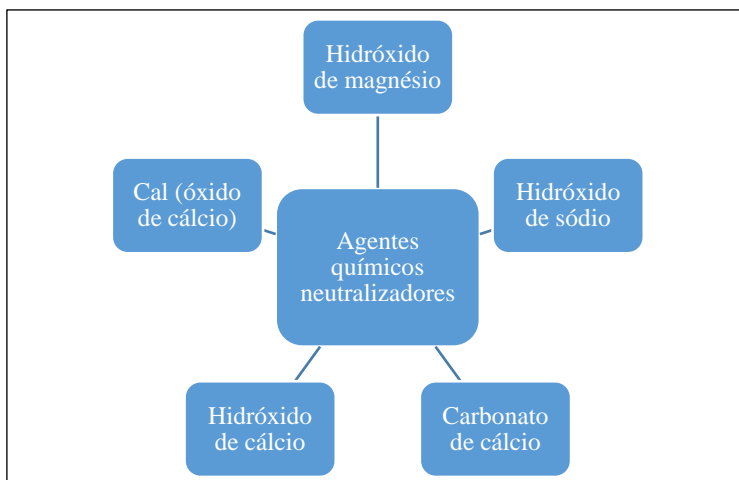 Hidróxido
de magnésio
Cal (óxido
de cálcio)
Hidróxido
de sódio
Agentes
químicos
neutralizadores
Hidróxido
de cálcio
Carbonato
de cálcio